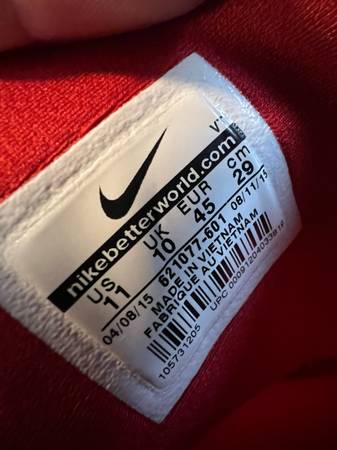 nikebetterworld.com
US UK EUR cm
11 10 45 29
04/08/15 621077-601 08/11/15
MADE IN VIETNAM
FABRIQUE AU VIETNAM
105731205